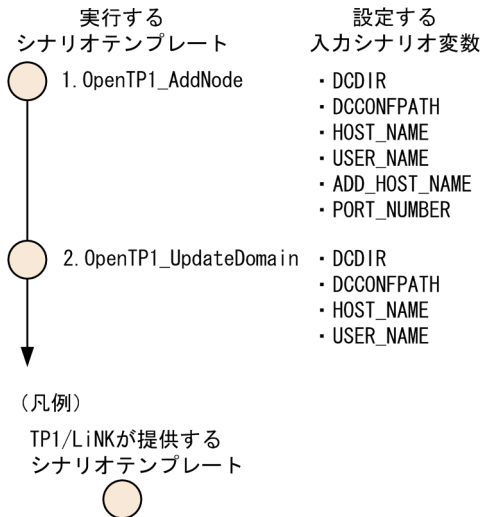 実行する
シナリオテンプレート
設定する
入力シナリオ変数
1.OpenTP1_AddNode
・DCDIR
・DCCONFPATH
・HOST_NAME
・USER_NAME
・ADD_HOST_NAME
・PORT_NUMBER
2.OpenTP1_UpdateDomain
・DCDIR
・DCCONFPATH
・HOST_NAME
・USER_NAME
（凡例）
TP1/LiNKが提供する
シナリオテンプレート